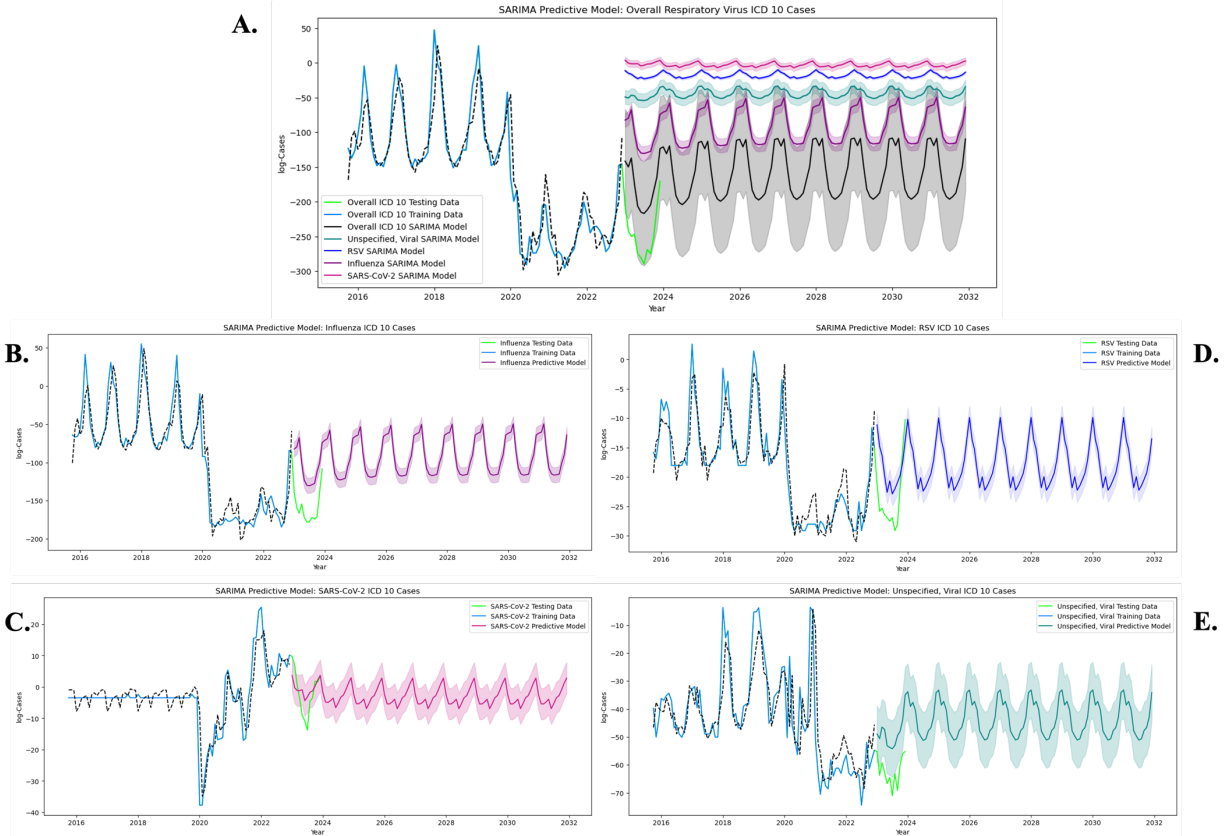 A.
SARIMA Predictive Model: Overall Respiratory Virus ICD 10 Cases
50
0
−50
−100
−150
−200
−250
−300
log-Cases
Overall ICD 10 Testing Data
Overall ICD 10 Training Data
Overall ICD 10 SARIMA Model
Unspecified, Viral SARIMA Model
RSV SARIMA Model
Influenza SARIMA Model
SARS-CoV-2 SARIMA Model
2016 2018 2020 2022 2024 2026 2028 2030 2032
Year
B.
SARIMA Predictive Model: Influenza ICD 10 Cases
50
0
−50
−100
−150
−200
log-Cases
Influenza Testing Data
Influenza Training Data
Influenza Predictive Model
2016 2018 2020 2022 2024 2026 2028 2030 2032
Year
SARIMA Predictive Model: RSV ICD 10 Cases
D.
0
−5
−10
−15
−20
−25
−30
log-Cases
RSV Testing Data
RSV Training Data
RSV Predictive Model
2016 2018 2020 2022 2024 2026 2028 2030 2032
Year
C.
SARIMA Predictive Model: SARS-CoV-2 ICD 10 Cases
20
10
0
−10
−20
−30
−40
log-Cases
SARS-CoV-2 Testing Data
SARS-CoV-2 Training Data
SARS-CoV-2 Predictive Model
2016 2018 2020 2022 2024 2026 2028 2030 2032
Year
SARIMA Predictive Model: Unspecified, Viral ICD 10 Cases
E.
−10
−20
−30
−40
−50
−60
−70
log-Cases
Unspecified, Viral Testing Data
Unspecified, Viral Training Data
Unspecified, Viral Predictive Model
2016 2018 2020 2022 2024 2026 2028 2030 2032
Year